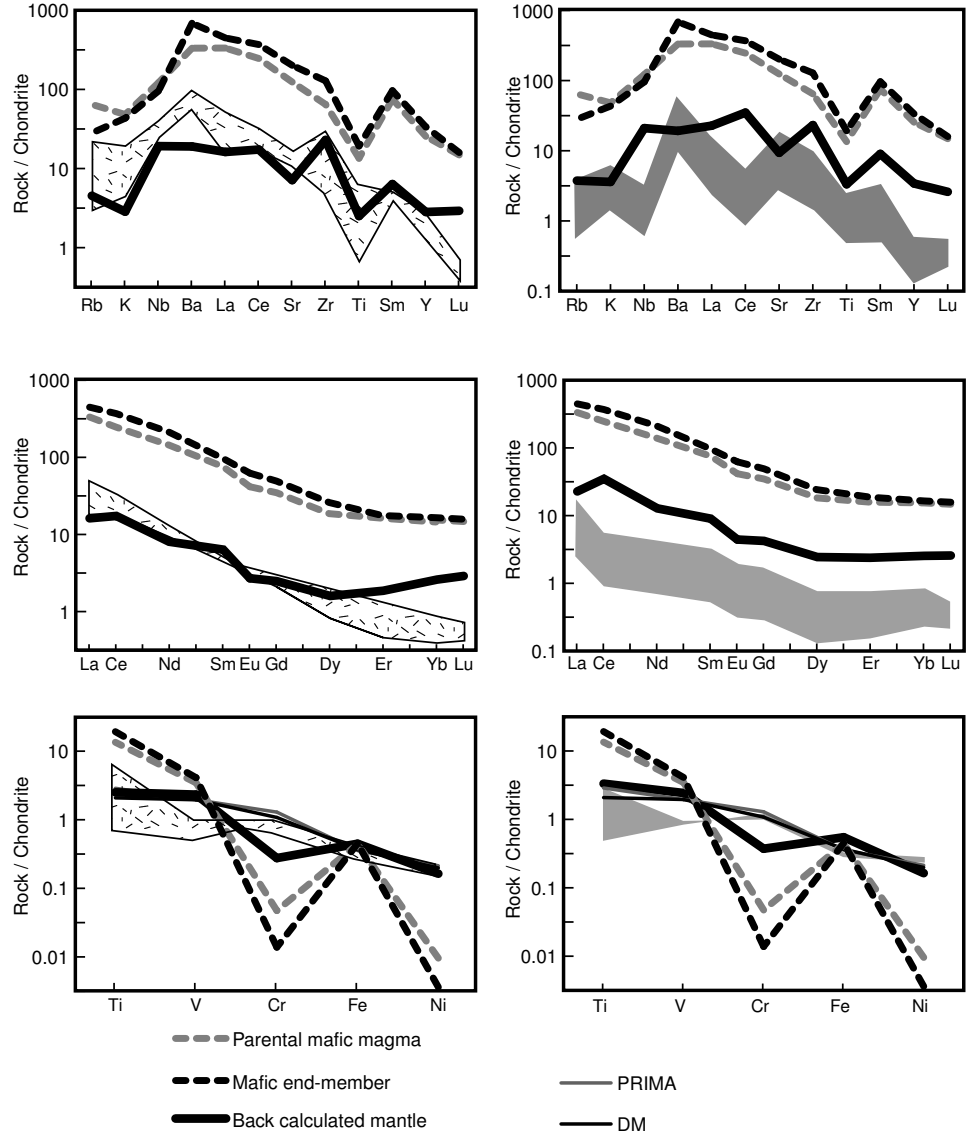 1000
100
10
1
Rock / Chondrite
Rb K Nb Ba La Ce Sr Zr Ti Sm Y Lu
1000
100
10
1
0.1
Rock / Chondrite
Rb K Nb Ba La Ce Sr Zr Ti Sm Y Lu
1000
100
10
1
Rock / Chondrite
La Ce Nd Sm Eu Gd Dy Er Yb Lu
1000
100
10
1
0.1
Rock / Chondrite
La Ce Nd Sm Eu Gd Dy Er Yb Lu
10
1
0.1
0.01
Rock / Chondrite
Ti V Cr Fe Ni
10
1
0.1
0.01
Rock / Chondrite
Ti V Cr Fe Ni
Parental mafic magma
Mafic end-member
Back calculated mantle
PRIMA
DM